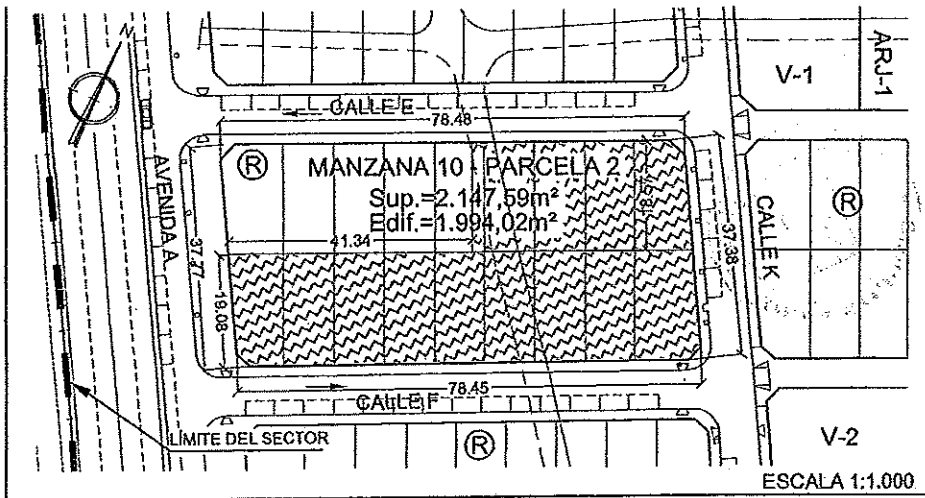 N
V-1
ARJ-1
CALLE E
78.48
R
MANZANA 10 - PARCELA 2
Sup.=2.147,59m²
Edif.=1.994,02m²
41.34
AVENIDA A
37.77
19.08
37.38
CALLE K
R
78.45
CALLE F
LÍMITE DEL SECTOR
R
V-2
ESCALA 1:1.000